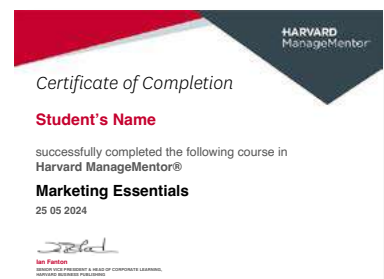 HARVARD
ManageMentor®
Certificate of Completion
Student's Name
successfully completed the following course in
Harvard ManageMentor®
Marketing Essentials
25 05 2024
Ian Fanton
SENIOR VICE PRESIDENT & HEAD OF CORPORATE LEARNING,
HARVARD BUSINESS PUBLISHING